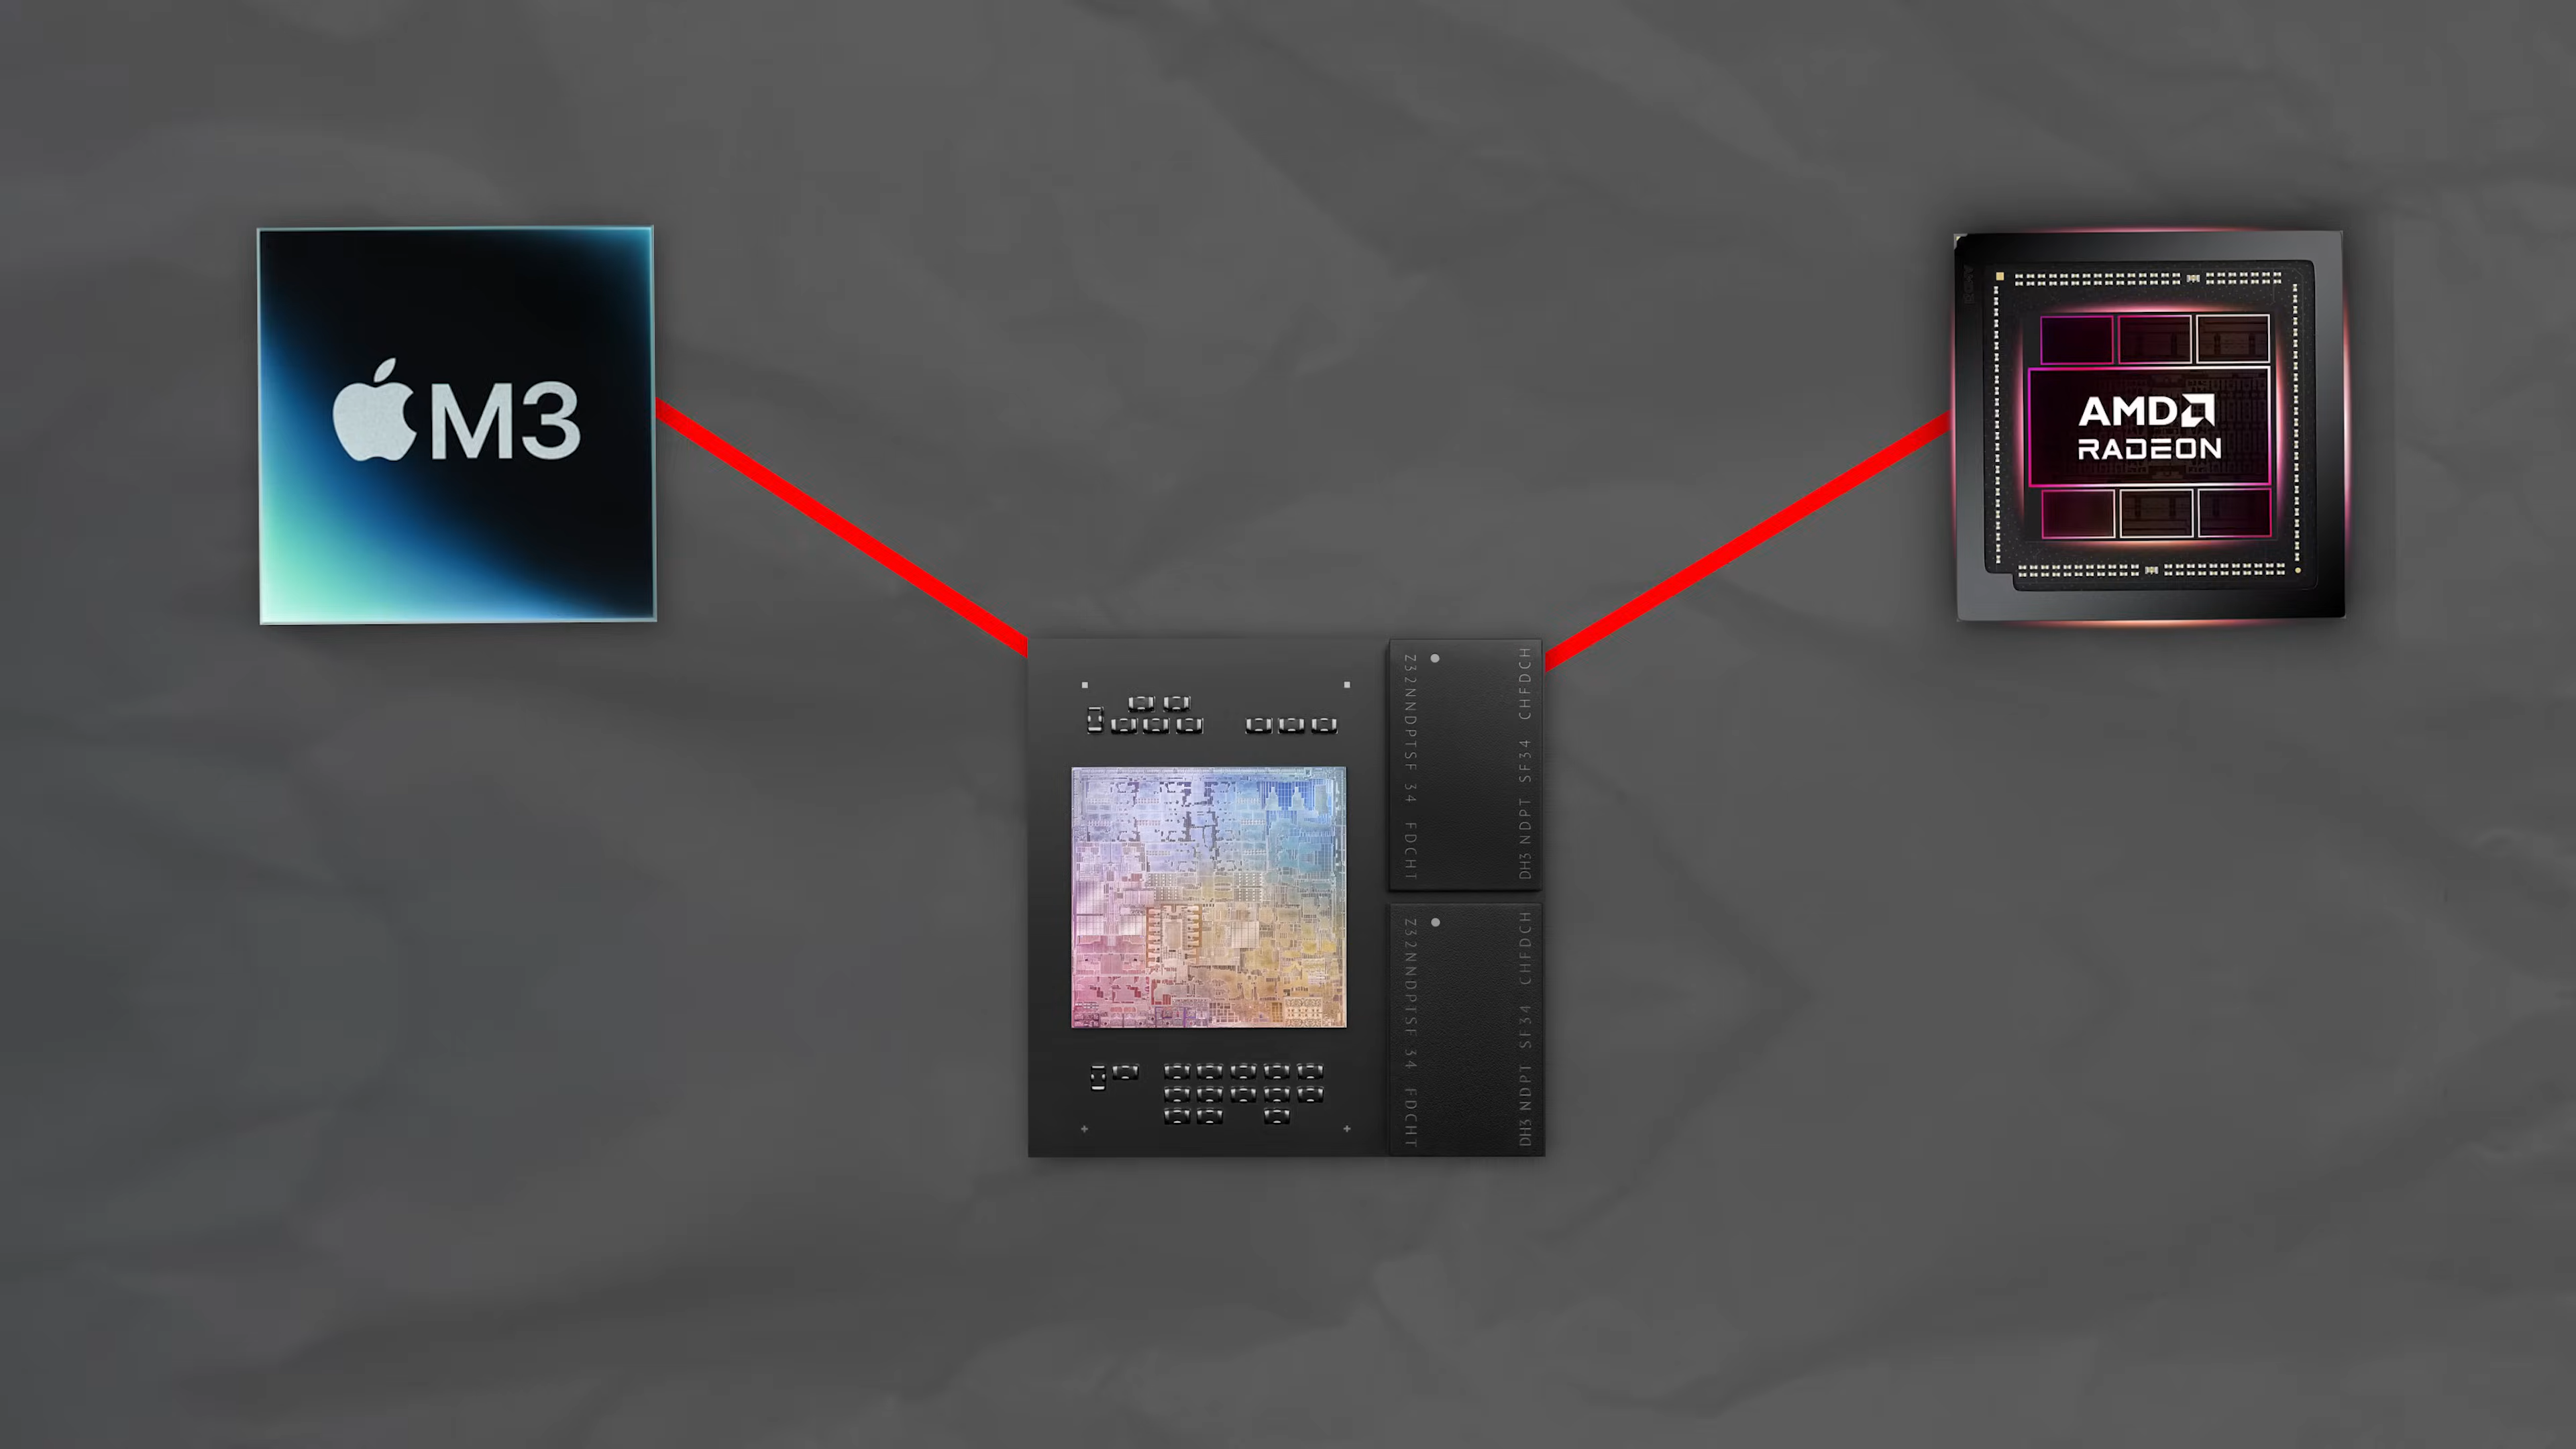 M3
AMD
RADEON
Z32NNDPTSF 34 FDCHT
DH3 NDPT SF34 CHFDCH
Z32NNDPTSF 34 FDCHT
DH3 NDPT SF34 CHFDCH